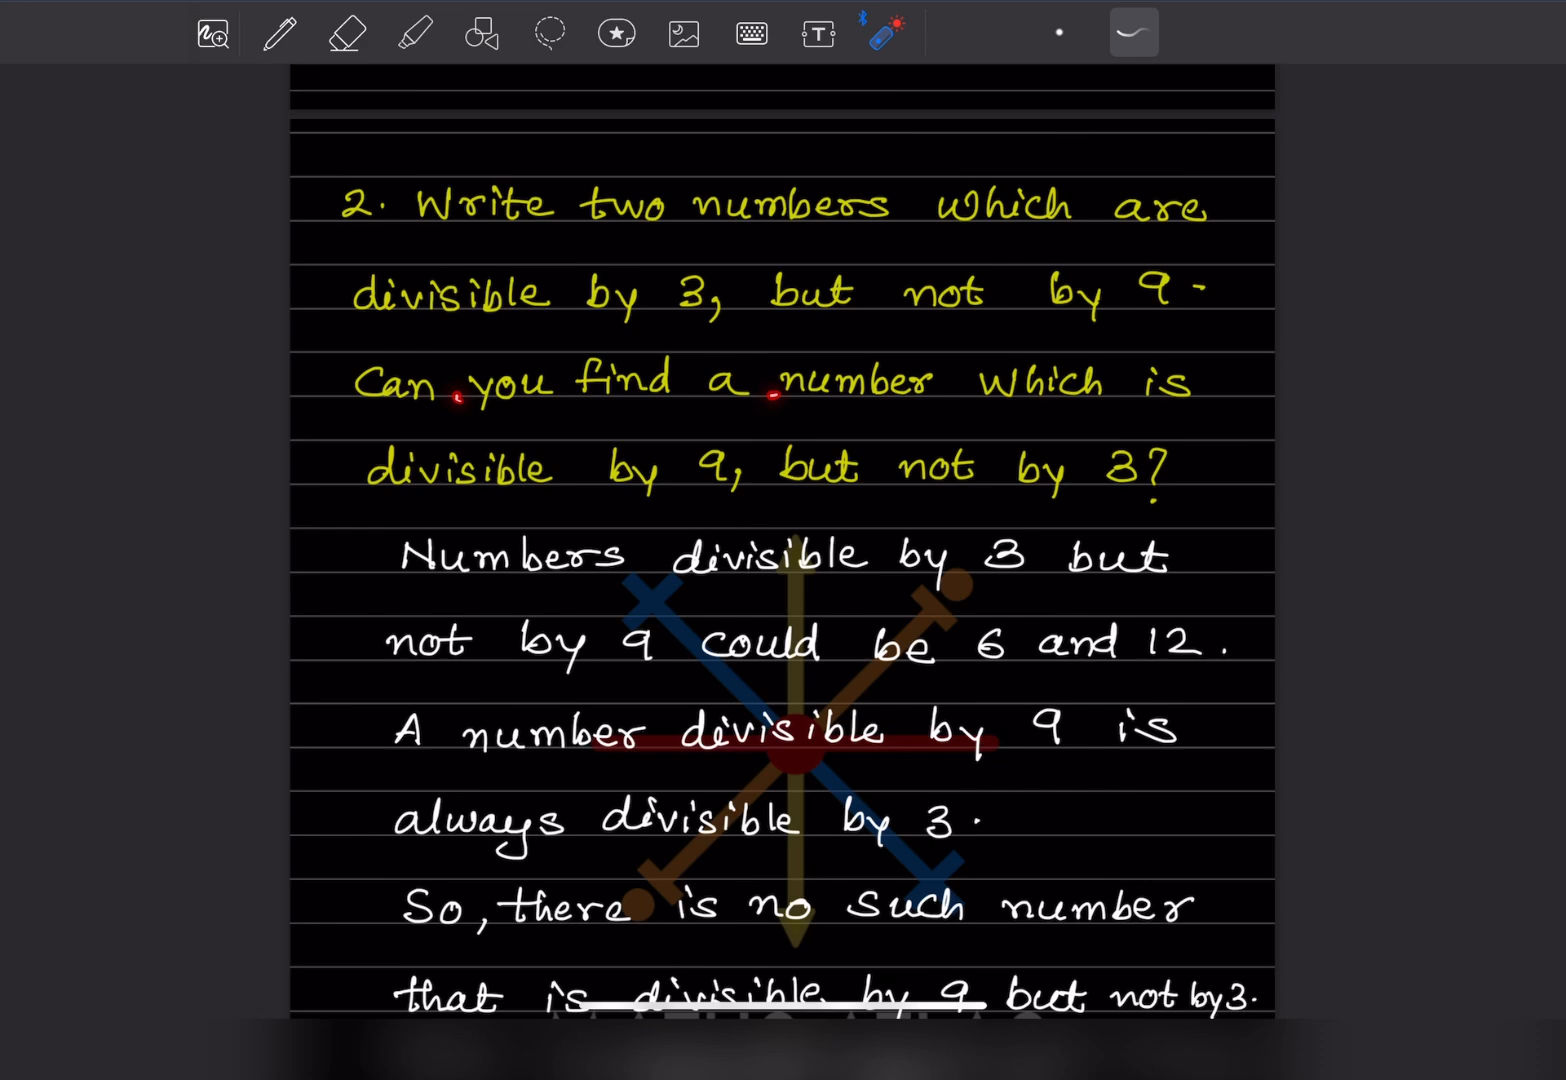 2. Write two numbers which are
divisible by 3, but not by 9.
Can you find a number which is
divisible by 9, but not by 3?
Numbers divisible by 3 but
not by 9 could be 6 and 12.
A number divisible by 9 is
always divisible by 3.
So, there is no such number
that is divisible by 9 but not by 3.